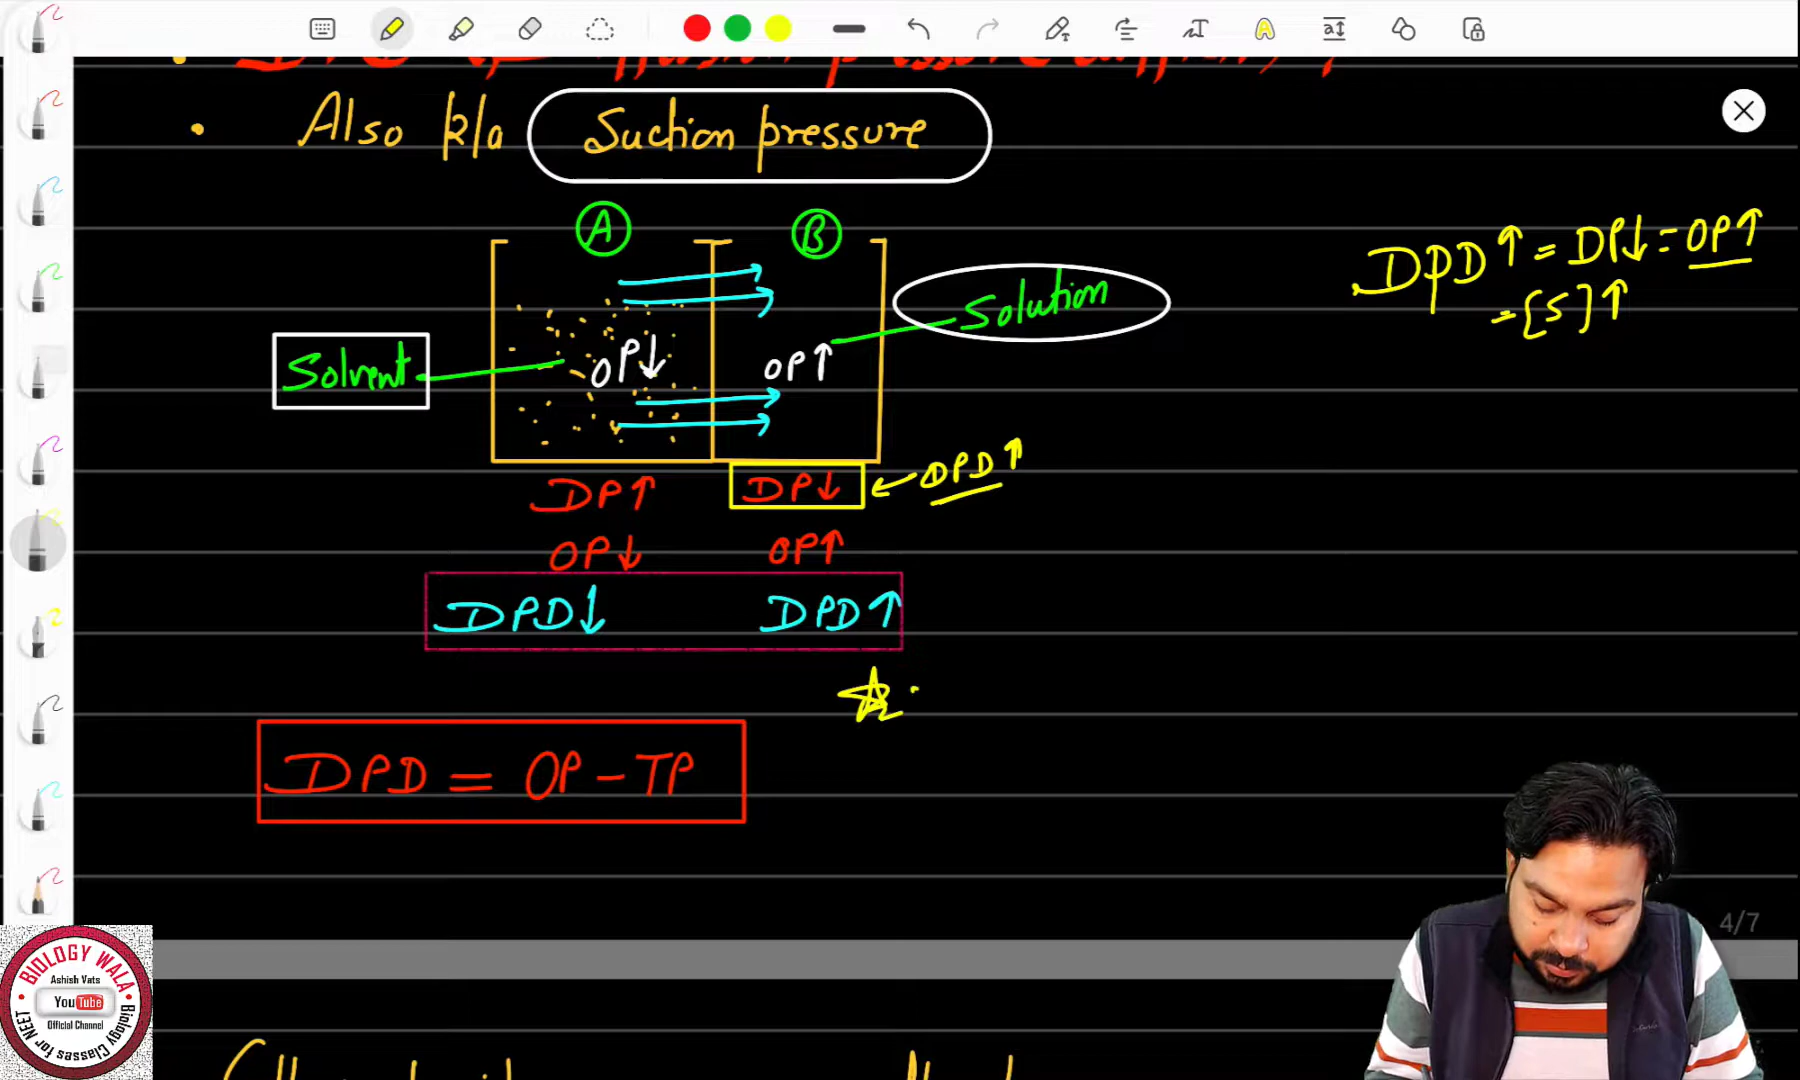 Also k/a Suction pressure
A B
DPD↑ = DP↓ = OP↑
= [S]↑
Solution
Solvent
OP↓ OP↑
DPD↑
DP↑ DP↓
OP↓ OP↑
DPD↓ DPD↑
DPD = OP - TP
4/7
BIOLOGY WALA
Ashish Vats
YouTube
Official Channel
Biology Classes for NEET